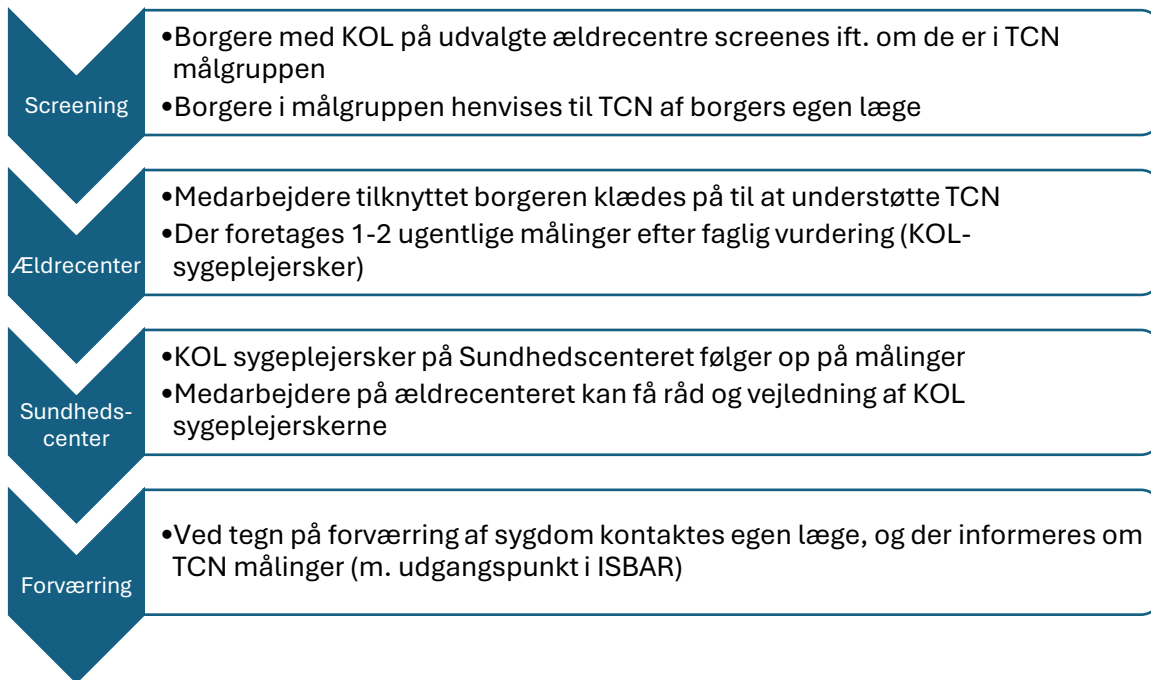 Screening
•Borgere med KOL på udvalgte ældrecentre screenes ift. om de er i TCN
målgruppen
•Borgere i målgruppen henvises til TCN af borgers egen læge
Ældrecenter
•Medarbejdere tilknyttet borgeren klædes på til at understøtte TCN
•Der foretages 1-2 ugentlige målinger efter faglig vurdering (KOL-
sygeplejersker)
Sundheds-
center
•KOL sygeplejersker på Sundhedscenteret følger op på målinger
•Medarbejdere på ældrecenteret kan få råd og vejledning af KOL
sygeplejerskerne
Forværring
•Ved tegn på forværring af sygdom kontaktes egen læge, og der informeres om
TCN målinger (m. udgangspunkt i ISBAR)